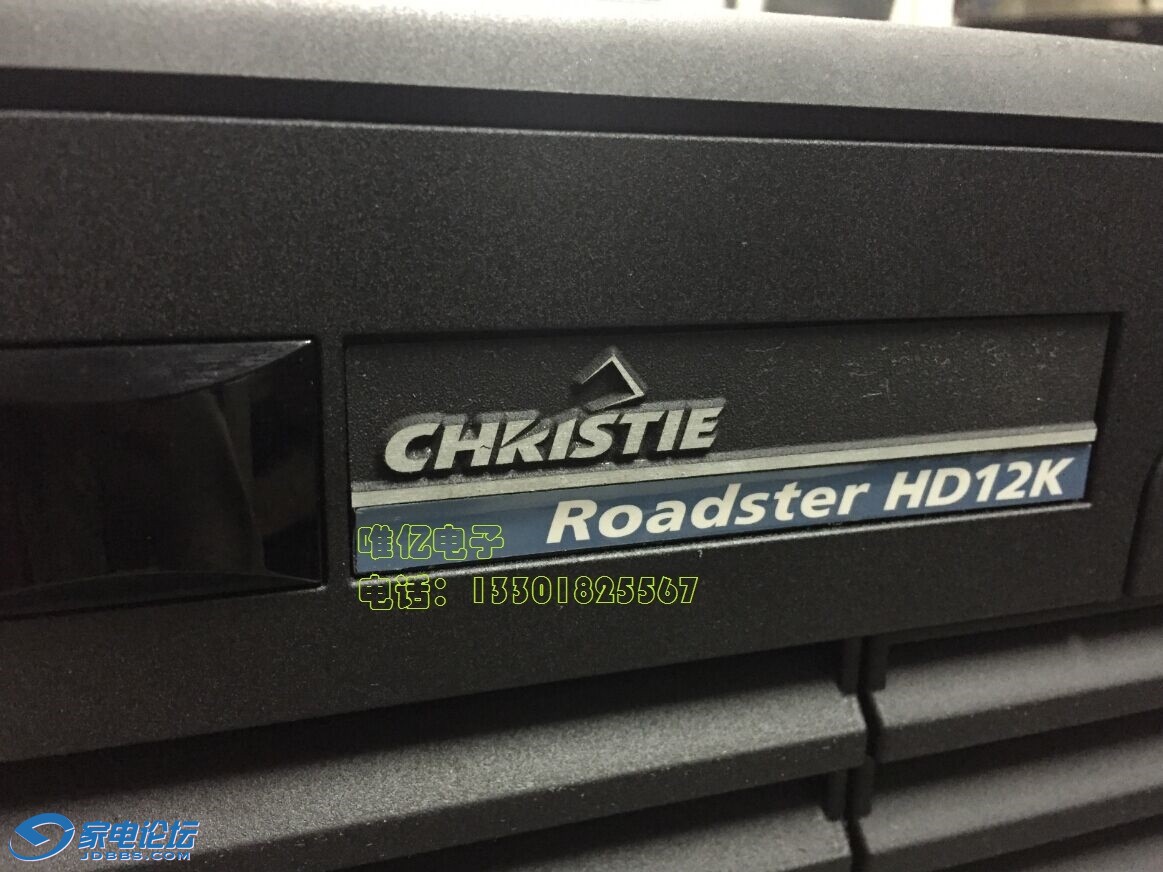 CHRISTIE
Roadster HD12K
唯亿电子
电话：13301825567
家电论坛
JDBBS.COM